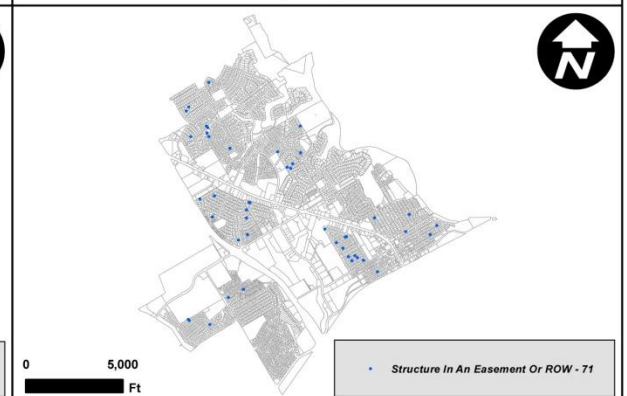 N
0 5,000
Ft
Structure In An Easement Or ROW - 71